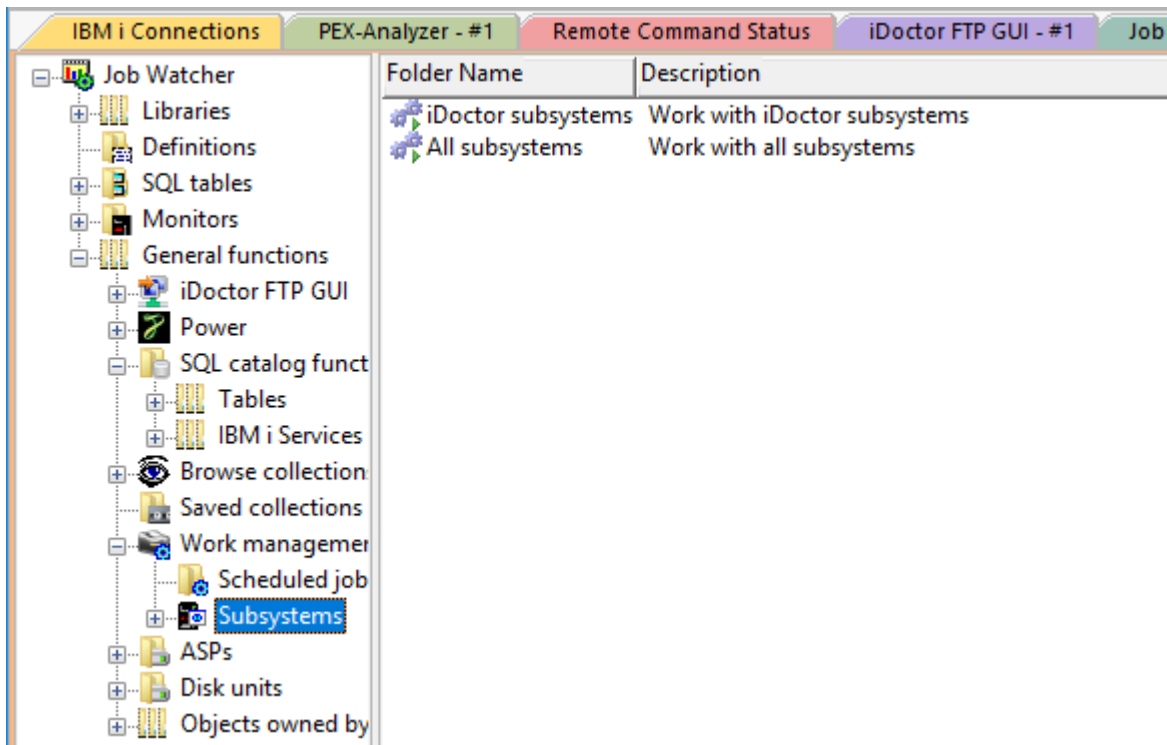 IBM i Connections PEX-Analyzer - #1 Remote Command Status iDoctor FTP GUI - #1 Job
Job Watcher
Libraries
Definitions
SQL tables
Monitors
General functions
iDoctor FTP GUI
Power
SQL catalog funct
Tables
IBM i Services
Browse collection
Saved collections
Work managemer
Scheduled job
Subsystems
ASPs
Disk units
Objects owned by
Folder Name Description
iDoctor subsystems Work with iDoctor subsystems
All subsystems Work with all subsystems